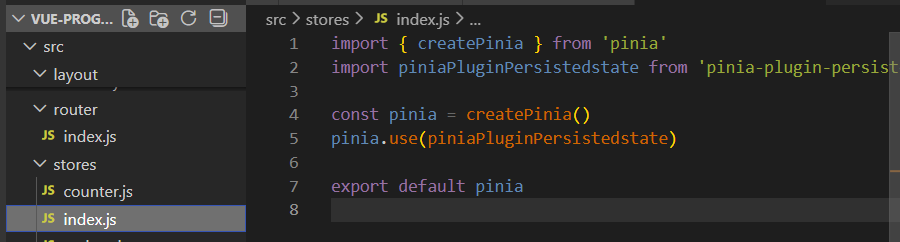 VUE-PROG...
src
layout
router
JS index.js
stores
JS counter.js
JS index.js
src > stores > JS index.js > ...
1 import { createPinia } from 'pinia'
2 import piniaPluginPersistedstate from 'pinia-plugin-persist
3
4 const pinia = createPinia()
5 pinia.use(piniaPluginPersistedstate)
6
7 export default pinia
8